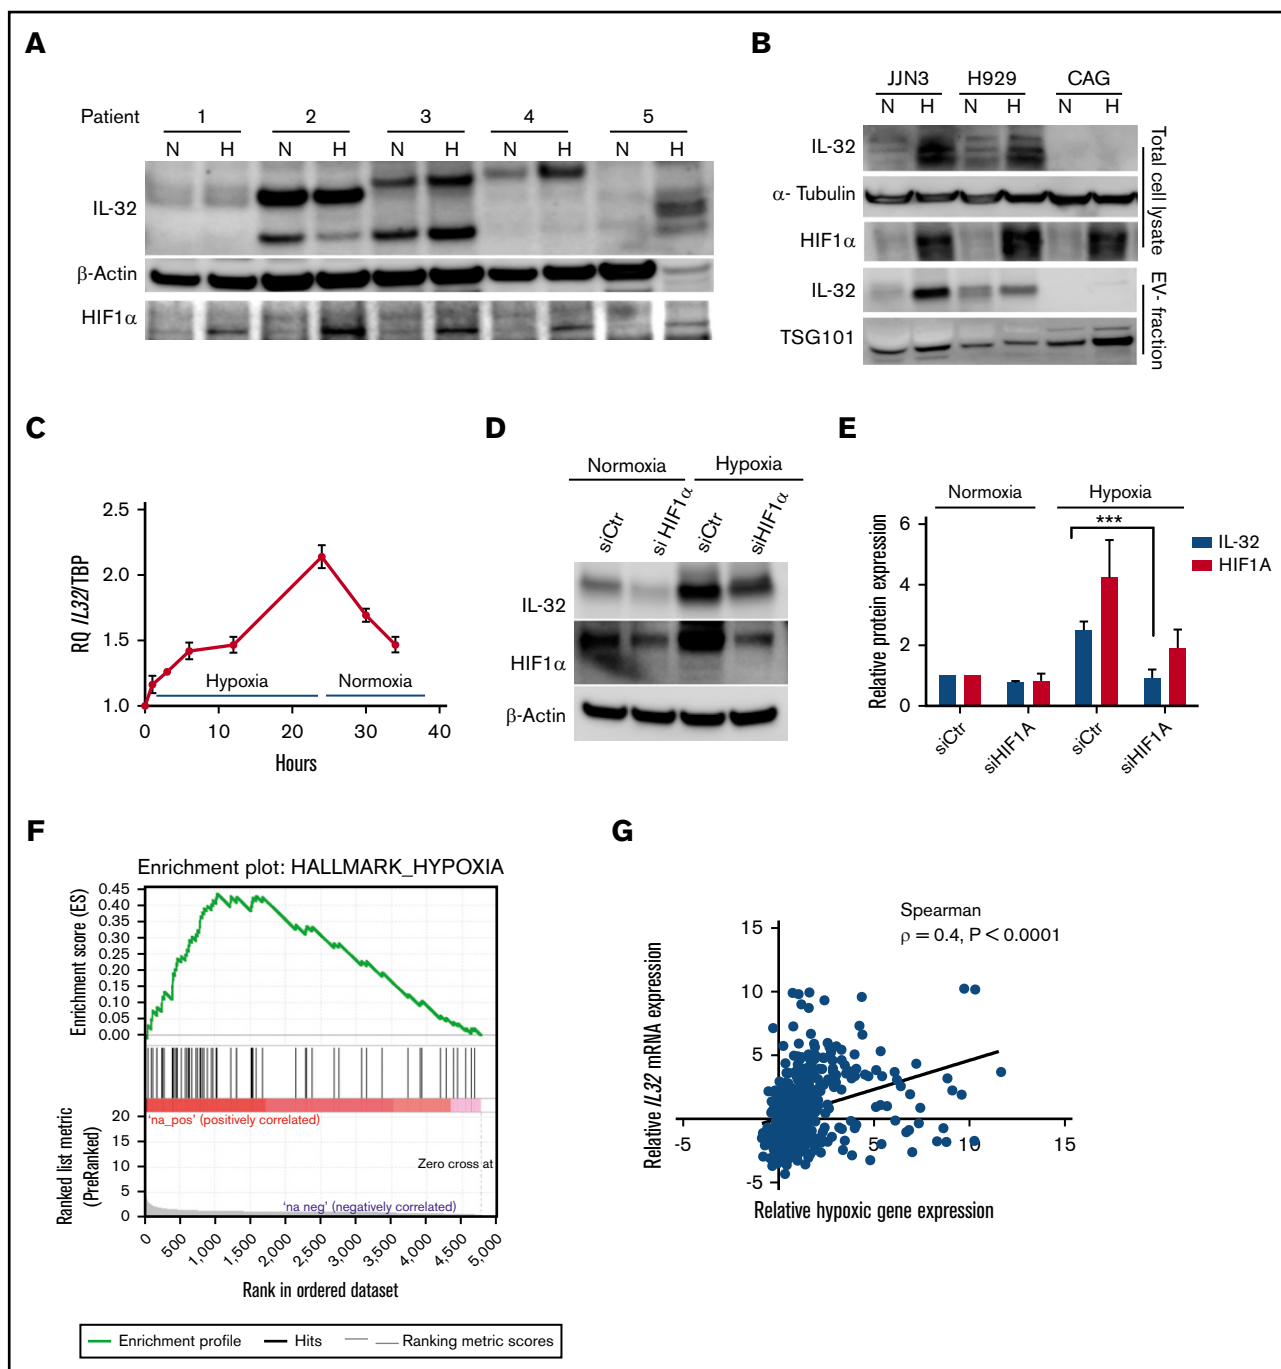 A
Patient 1 2 3 4 5
N H N H N H N H N H
IL-32
β-Actin
HIF1α
B
JJN3 H929 CAG
N H N H N H
IL-32
α- Tubulin
HIF1α
Total cell lysate
IL-32
TSG101
EV- fraction
C
RQ IL32/TBP
2.5
2.0
1.5
1.0
Hypoxia Normoxia
0 10 20 30 40
Hours
D
Normoxia Hypoxia
siCtr si HIF1α siCtr siHIF1α
IL-32
HIF1α
β-Actin
E
Relative protein expression
Normoxia Hypoxia
***
6
4
2
0
IL-32
HIF1A
siCtr siHIF1A siCtr siHIF1A
F
Enrichment plot: HALLMARK_HYPOXIA
Enrichment score (ES)
0.45
0.40
0.35
0.30
0.25
0.20
0.15
0.10
0.05
0.00
Ranked list metric
(PreRanked)
'na_pos' (positively correlated)
20
15
10
5
0
Zero cross at
'na neg' (negatively correlated)
0 500 1,000 1,500 2,000 2,500 3,000 3,500 4,000 4,500 5,000
Rank in ordered dataset
Enrichment profile Hits Ranking metric scores
G
Spearman
ρ = 0.4, P < 0.0001
Relative IL32 mRNA expression
15
10
5
-5
-5 5 10 15
Relative hypoxic gene expression